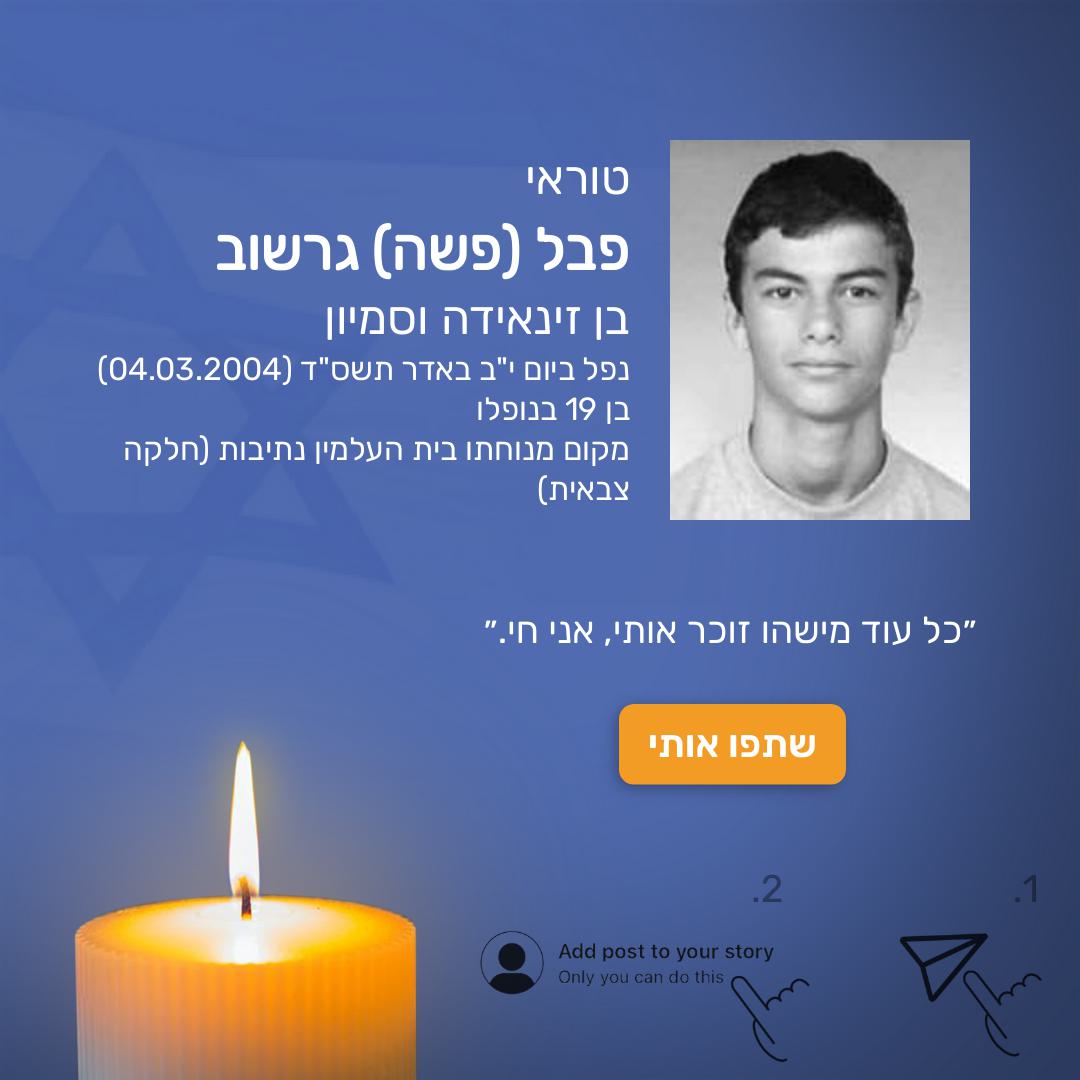 טוראי
פבל (פשה) גרשוב
בן זינאידה וסמיון
נפל ביום י"ב באדר תשס"ד (04.03.2004)
בן 19 בנופלו
מקום מנוחתו בית העלמין נתיבות (חלקה
צבאית)
״כל עוד מישהו זוכר אותי, אני חי.״
שתפו אותי
.1
.2
Add post to your story
Only you can do this